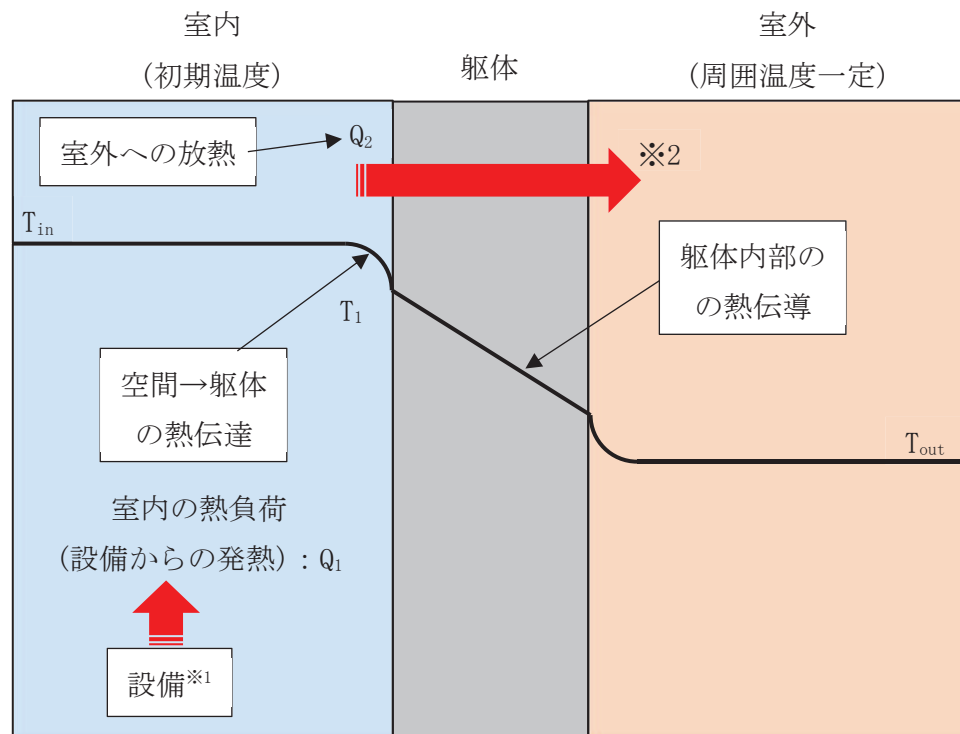 室内
(初期温度)
躯体
室外
(周囲温度一定)
室外への放熱
Q2
※2
Tin
躯体内部の
の熱伝導
T1
空間→躯体
の熱伝達
Tout
室内の熱負荷
(設備からの発熱)：Q1
設備※1